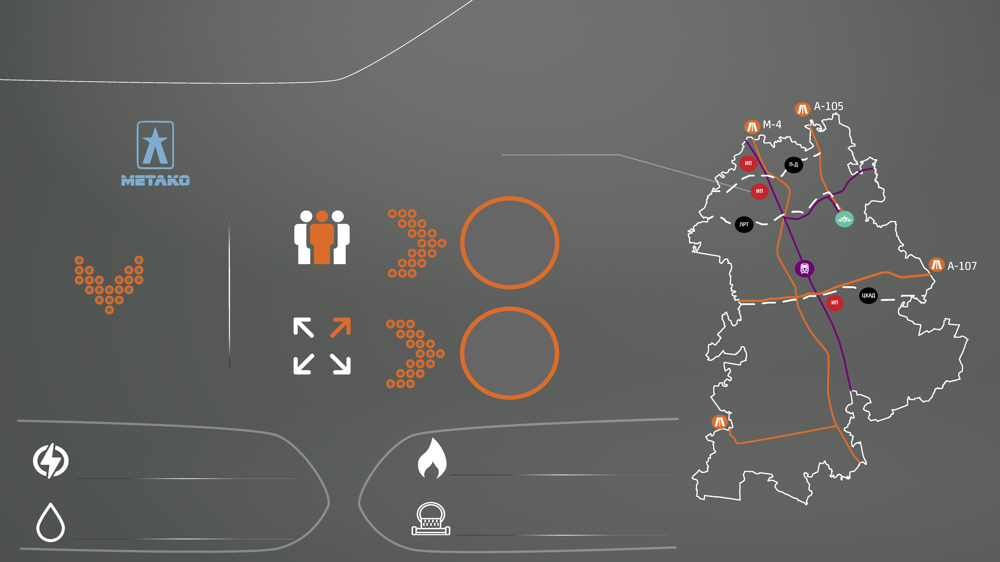 А-105
М-4
МЕТАКО
ИП
П-Д
ИП
ЛРТ
А-107
ЦКАД
ИП